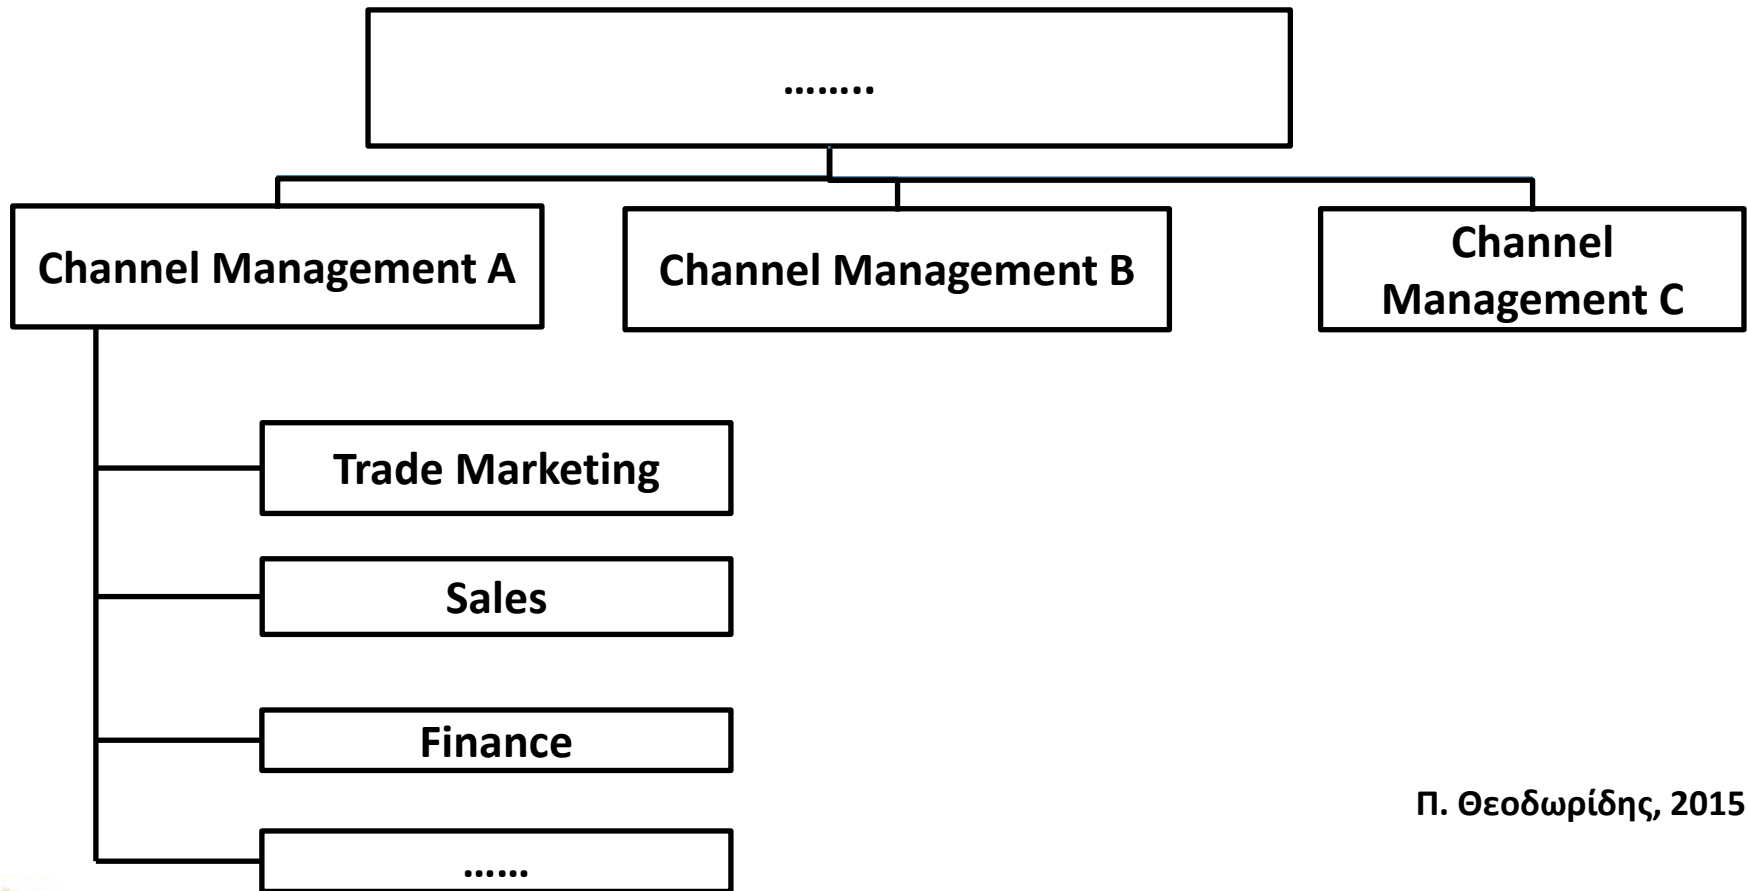 ……..
Channel Management A
Channel Management B
Channel
Management C
Trade Marketing
Sales
Finance
……
Π. Θεοδωρίδης, 2015